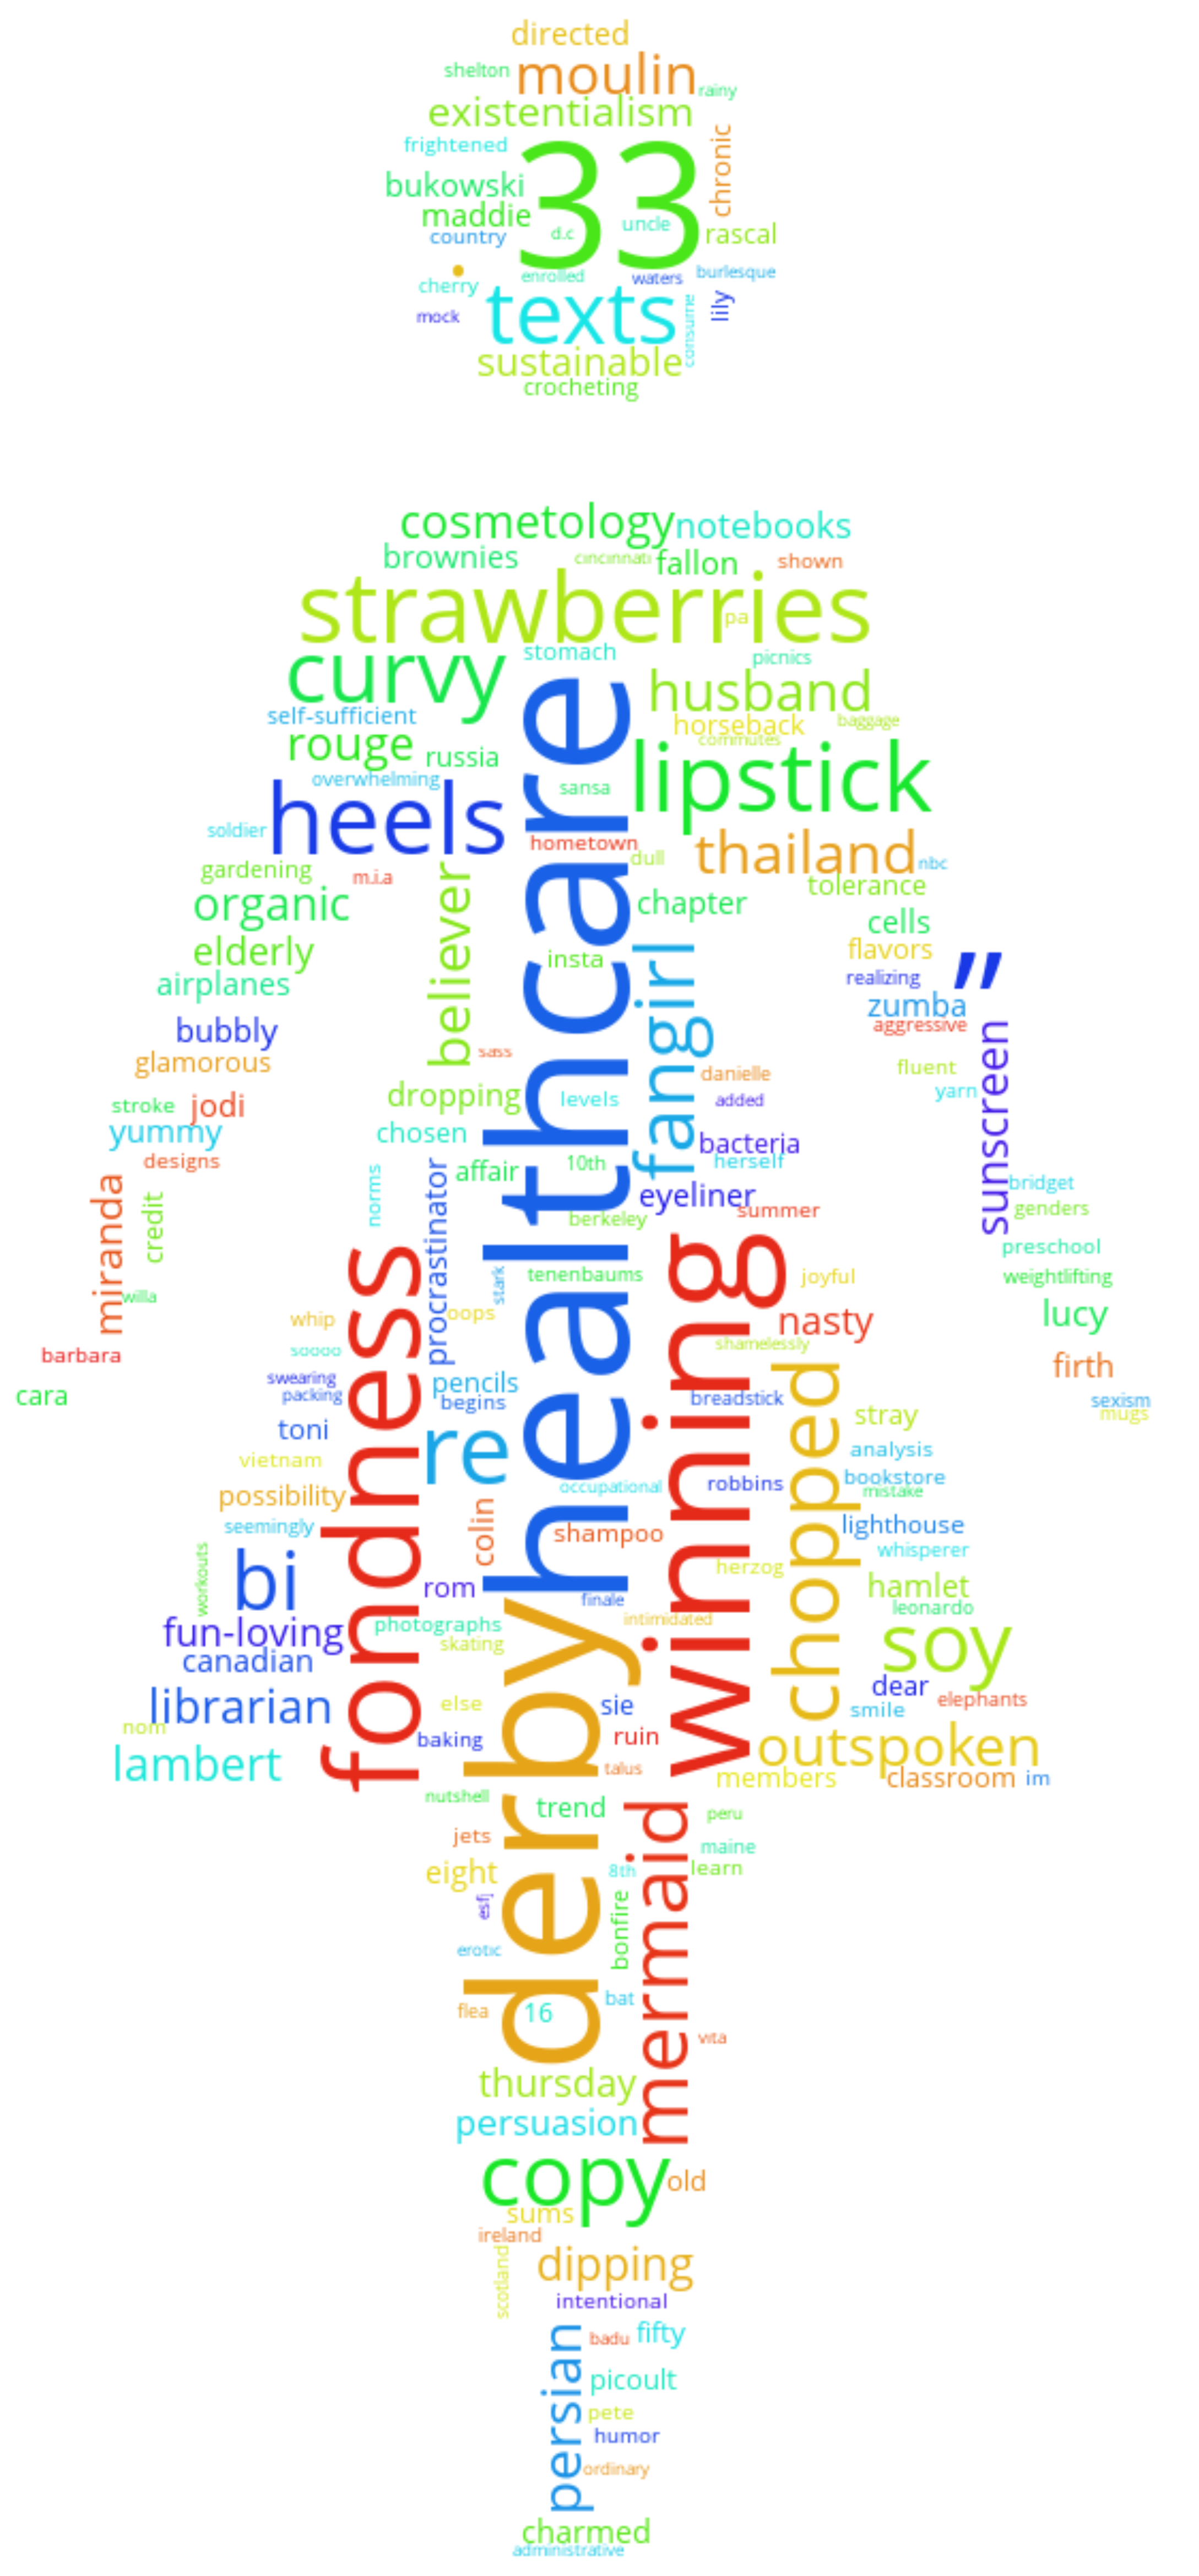 directed
shelton moulin rainy
existentialism
frightened chronic
33
bukowski
maddie
country d.c uncle rascal
cherry enrolled waters burlesque
mock texts consume lily
sustainable
crocheting
cosmetology notebooks
brownies cincinnati fallon shown
strawberries pa
curvy stomach picnics
husband
self-sufficient horseback baggage
rouge russia commutes
overwhelming sansa lipstick
heels
soldier hometown
dull thailand nbc
gardening m.i.a tolerance
organic believer chapter cells
elderly insta flavors
airplanes fangirl realizing "
bubbly zumba
aggressive
glamorous sass fluent
dropping levels danielle yarn sunscreen
stroke jodi added
yummy chosen bacteria
designs affair 10th herself
miranda credit norms procrastinator eyeliner bridget
berkeley summer genders
healthcare
preschool
willa stark tenenbaums joyful weightlifting
whip oops nasty lucy
barbara soooo shamelessly
cara swearing pencils firth
packing begins breadstick sexism
fondness winning chopped stray mugs
toni re analysis
vietnam occupational robbins bookstore
possibility mistake
seemingly colin shampoo lighthouse
workouts bi herzog whisperer
rom finale hamlet
fun-loving photographs intimidated leonardo
canadian skating soy
librarian else sie dear elephants
nom baking ruin smile
lambert talus outspoken
members classroom im
derby
nutshell trend peru
jets maine
eight 8th learn
esfj bonfire mermaid
erotic
flea 16 bat
vita
thursday
persuasion
copy old
sums
ireland
scotland dipping
intentional
persian badu fifty
picoult
pete
humor
ordinary
charmed
administrative